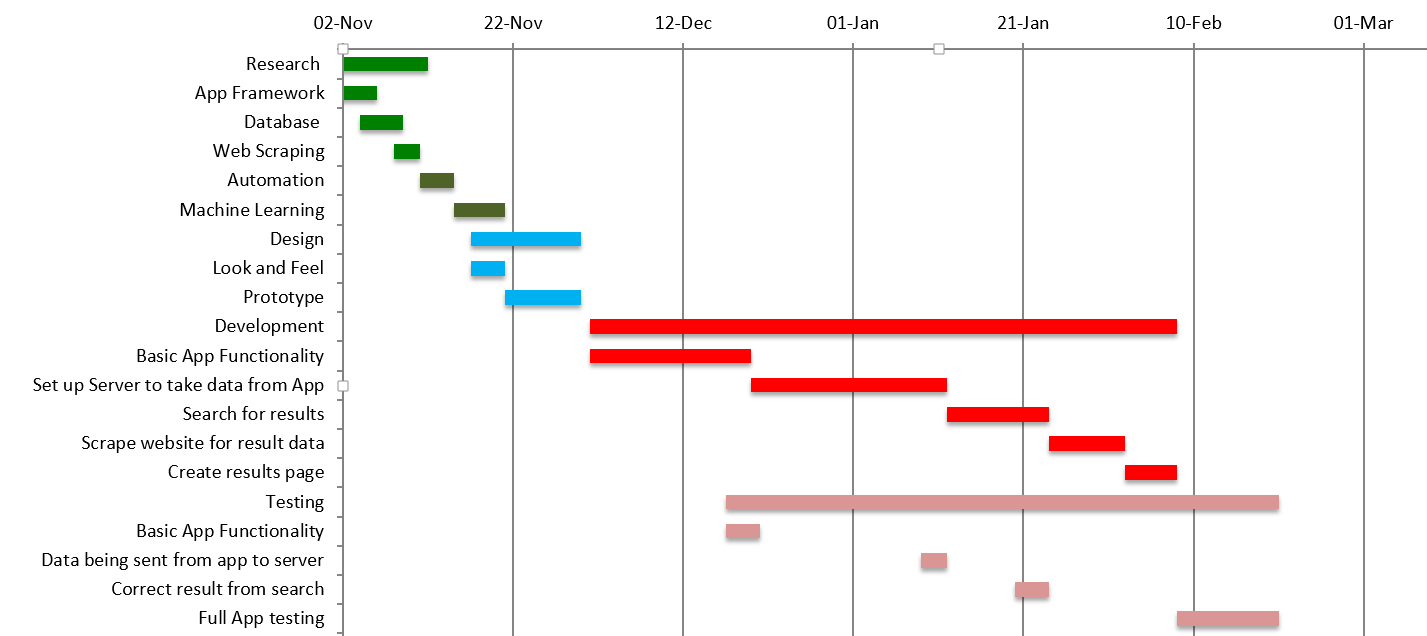 02-Nov 22-Nov 12-Dec 01-Jan 21-Jan 10-Feb 01-Mar
Research
App Framework
Database
Web Scraping
Automation
Machine Learning
Design
Look and Feel
Prototype
Development
Basic App Functionality
Set up Server to take data from App
Search for results
Scrape website for result data
Create results page
Testing
Basic App Functionality
Data being sent from app to server
Correct result from search
Full App testing